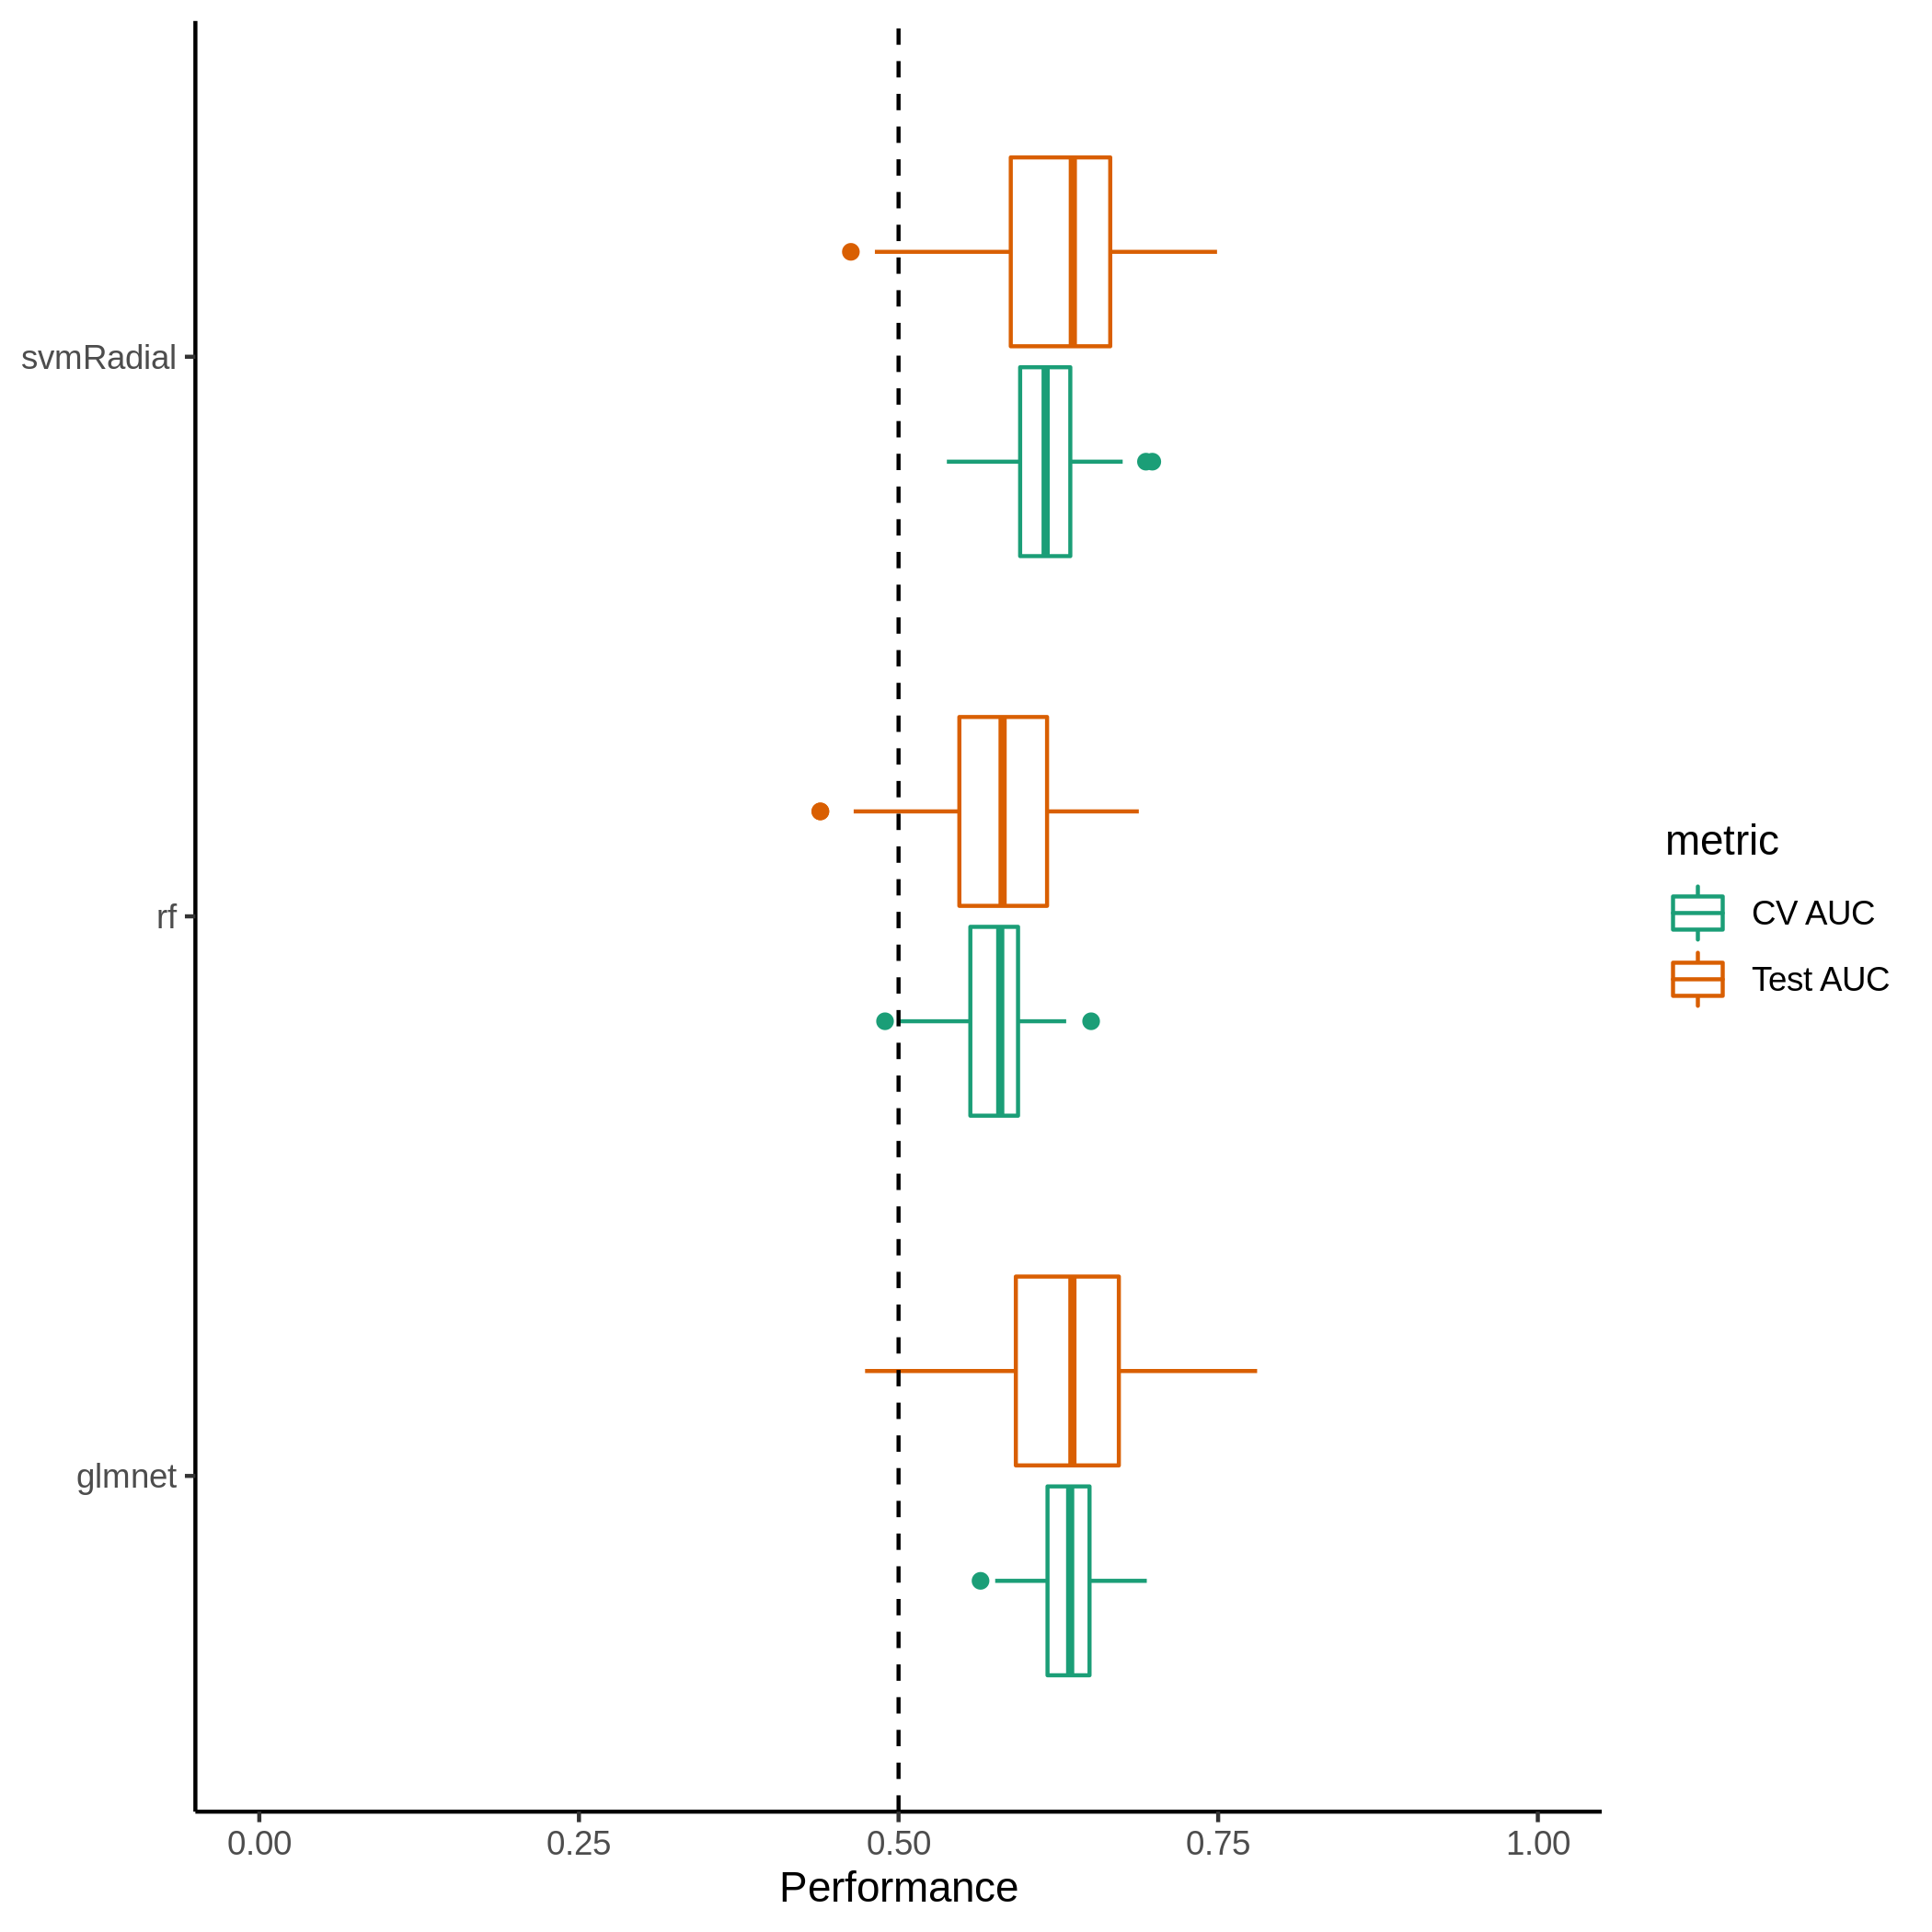 svmRadial
rf
glmnet
0.00
0.25
0.50
0.75
1.00
Performance
metric
CV AUC
Test AUC